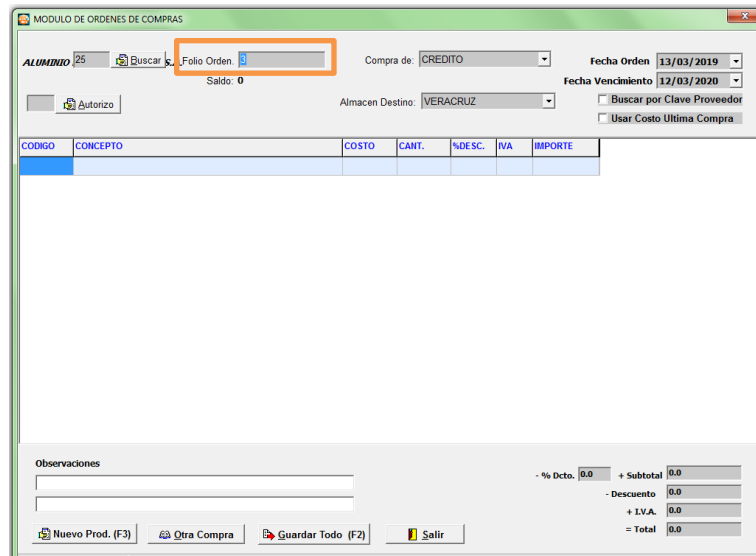 MODULO DE ORDENES DE COMPRAS
ALUMINIO 25 Buscar S.A. Folio Orden. 3 Compra de: CREDITO Fecha Orden 13/03/2019
Saldo: 0 Fecha Vencimiento 12/03/2020
Autorizo Almacen Destino: VERACRUZ Buscar por Clave Proveedor
Usar Costo Ultima Compra
CODIGO CONCEPTO COSTO CANT. %DESC. IVA IMPORTE
Observaciones
- % Dcto. 0.0 + Subtotal 0.0
- Descuento 0.0
+ I.V.A. 0.0
Nuevo Prod. (F3) Otra Compra Guardar Todo (F2) Salir = Total 0.0